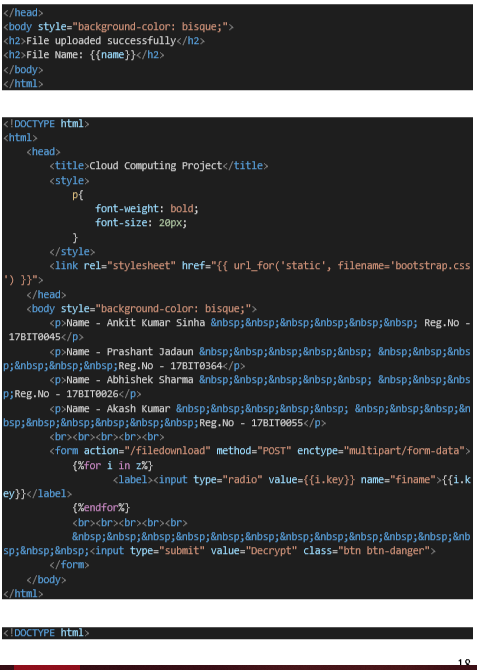 </head>
<body style="background-color: bisque;">
<h2>File uploaded successfully</h2>
<h2>File Name: {{name}}</h2>
</body>
</html>
<!DOCTYPE html>
<html>
<head>
<title>Cloud Computing Project</title>
<style>
p{
font-weight: bold;
font-size: 20px;
}
</style>
<link rel="stylesheet" href="{{ url_for('static', filename='bootstrap.css
') }}">
</head>
<body style="background-color: bisque;">
<p>Name - Ankit Kumar Sinha &nbsp;&nbsp;&nbsp;&nbsp;&nbsp;&nbsp; Reg.No -
17BIT0045</p>
<p>Name - Prashant Jadaun &nbsp;&nbsp;&nbsp;&nbsp;&nbsp; &nbsp;&nbsp;&nbs
p;&nbsp;&nbsp;&nbsp;Reg.No - 17BIT0364</p>
<p>Name - Abhishek Sharma &nbsp;&nbsp;&nbsp;&nbsp;&nbsp; &nbsp;&nbsp;&nbs
p;Reg.No - 17BIT0026</p>
<p>Name - Akash Kumar &nbsp;&nbsp;&nbsp;&nbsp;&nbsp; &nbsp;&nbsp;&nbsp;&n
bsp;&nbsp;&nbsp;&nbsp;&nbsp;&nbsp;Reg.No - 17BIT0055</p>
<br><br><br><br><br>
<form action="/filedownload" method="POST" enctype="multipart/form-data">
{%for i in z%}
<label><input type="radio" value={{i.key}} name="finame">{{i.k
ey}}</label>
{%endfor%}
<br><br><br><br><br>
&nbsp;&nbsp;&nbsp;&nbsp;&nbsp;&nbsp;&nbsp;&nbsp;&nbsp;&nbsp;&nbsp;&nb
sp;&nbsp;&nbsp;<input type="submit" value="Decrypt" class="btn btn-danger">
</form>
</body>
</html>
<!DOCTYPE html>
18